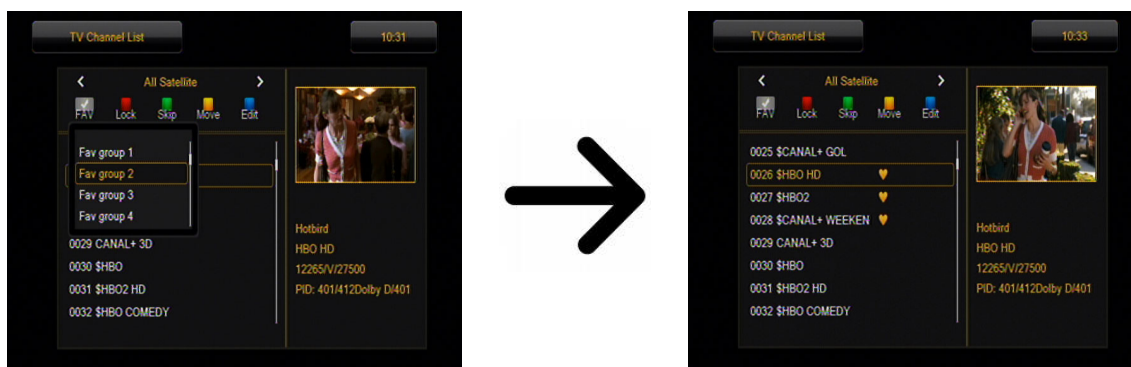 TV Channel List
10:31
All Satellite
FAV Lock Skip Move Edit
Fav group 1
Fav group 2
Fav group 3
Fav group 4
0029 CANAL+ 3D
0030 $HBO
0031 $HBO2 HD
0032 $HBO COMEDY
Hotbird
HBO HD
12265/V/27500
PID: 401/412Dolby D/401
TV Channel List
10:33
All Satellite
FAV Lock Skip Move Edit
0025 $CANAL+ GOL
0026 $HBO HD
0027 $HBO2
0028 $CANAL+ WEEKEN
0029 CANAL+ 3D
0030 $HBO
0031 $HBO2 HD
0032 $HBO COMEDY
Hotbird
HBO HD
12265/V/27500
PID: 401/412Dolby D/401